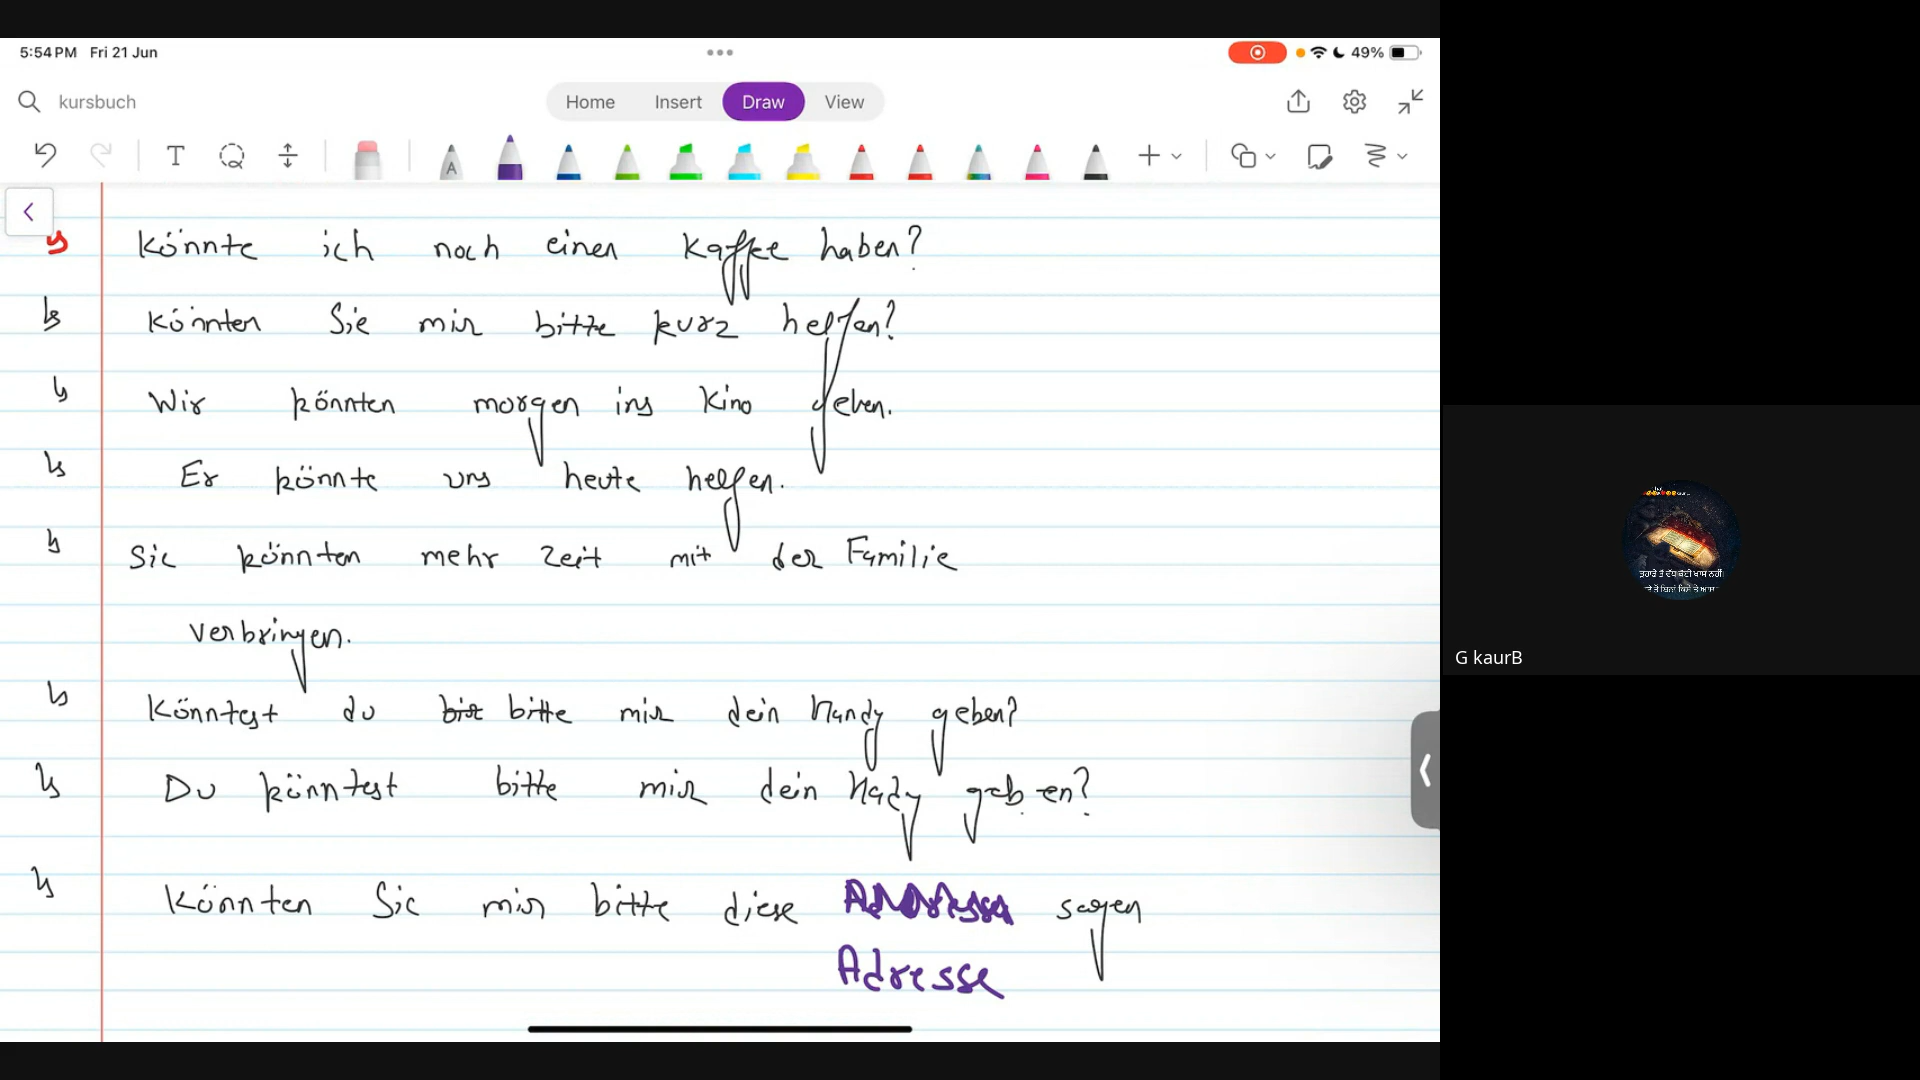 5:54 PM Fri 21 Jun
49%
kursbuch
Home Insert Draw View
T
A
Könnte ich noch einen Kaffee haben?
Könnten Sie mir bitte kurz helfen?
Wir könnten morgen ins Kino gehen.
Er könnte uns heute helfen.
Sie könnten mehr Zeit mit der Familie
verbringen.
Könntest du bitte mir dein Handy geben?
Du könntest bitte mir dein Hady geben?
Könnten Sie mir bitte diese sagen
Adresse
G kaurB